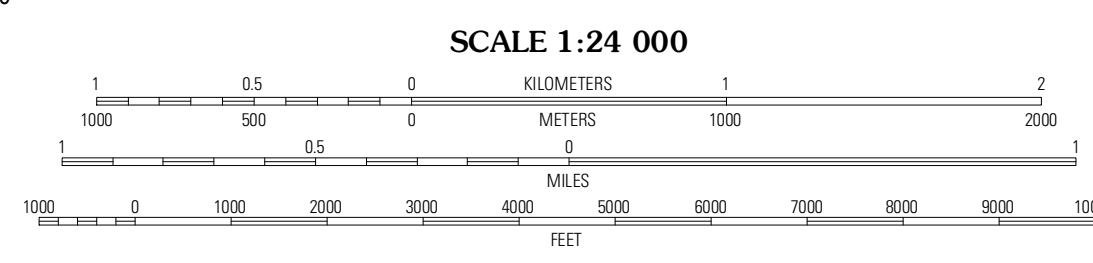 SCALE 1:24 000
1 0.5 0 KILOMETERS 1 2
1000 500 0 METERS 1000 2000
1 0.5 0 1
MILES
1000 0 1000 2000 3000 4000 5000 6000 7000 8000 9000
FEET